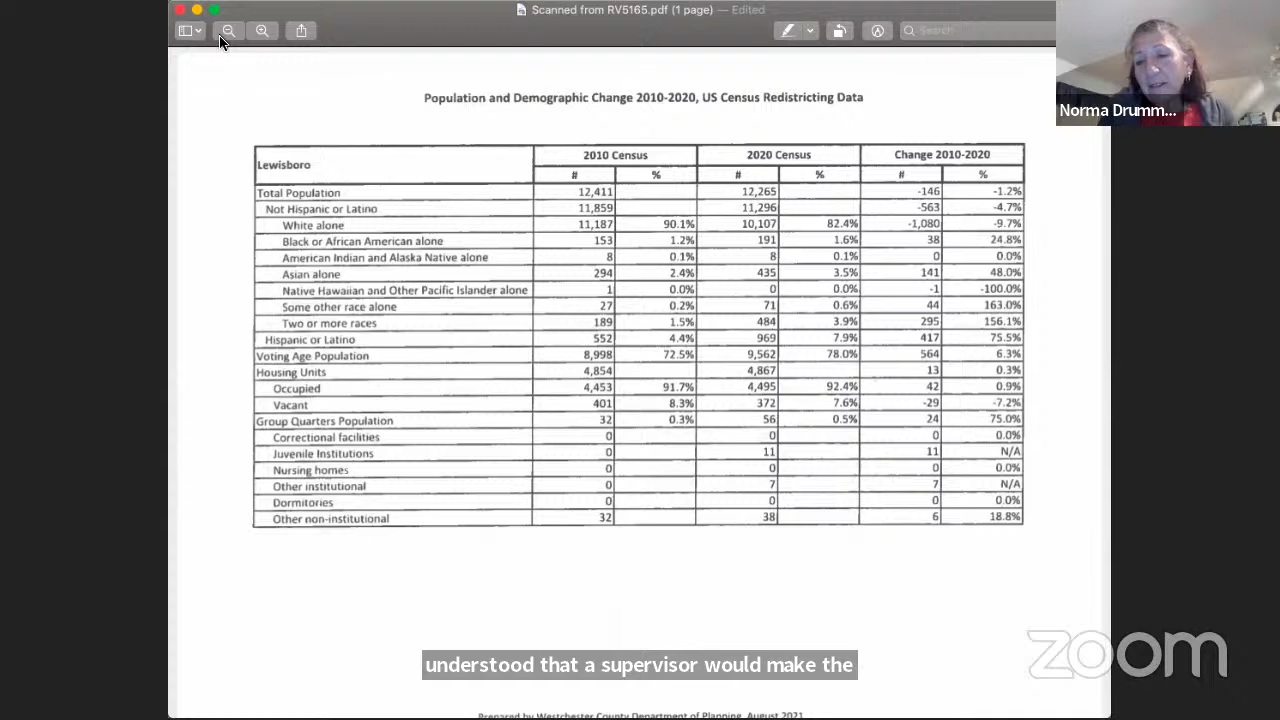 Scanned from RV5165.pdf (1 page) — Edited
Search
Norma Drumm...
Population and Demographic Change 2010-2020, US Census Redistricting Data
Lewisboro 2010 Census 2020 Census Change 2010-2020
# % # % # %
Total Population 12,411 12,265 -146 -1.2%
Not Hispanic or Latino 11,859 11,296 -563 -4.7%
White alone 11,187 90.1% 10,107 82.4% -1,080 -9.7%
Black or African American alone 153 1.2% 191 1.6% 38 24.8%
American Indian and Alaska Native alone 8 0.1% 8 0.1% 0 0.0%
Asian alone 294 2.4% 435 3.5% 141 48.0%
Native Hawaiian and Other Pacific Islander alone 1 0.0% 0 0.0% -1 -100.0%
Some other race alone 27 0.2% 71 0.6% 44 163.0%
Two or more races 189 1.5% 484 3.9% 295 156.1%
Hispanic or Latino 552 4.4% 969 7.9% 417 75.5%
Voting Age Population 8,998 72.5% 9,562 78.0% 564 6.3%
Housing Units 4,854 4,867 13 0.3%
Occupied 4,453 91.7% 4,495 92.4% 42 0.9%
Vacant 401 8.3% 372 7.6% -29 -7.2%
Group Quarters Population 32 0.3% 56 0.5% 24 75.0%
Correctional facilities 0 0 0 0.0%
Juvenile Institutions 0 11 11 N/A
Nursing homes 0 0 0 0.0%
Other institutional 0 7 7 N/A
Dormitories 0 0 0 0.0%
Other non-institutional 32 38 6 18.8%
understood that a supervisor would make the
zoom
Prepared by Westchester County Department of Planning, August 2021